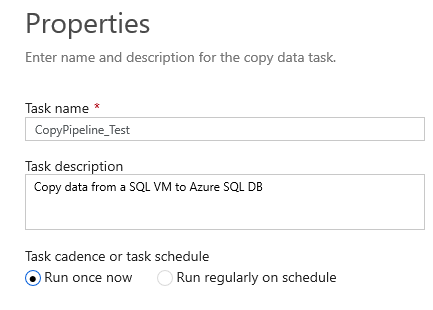 Properties
Enter name and description for the copy data task.
Task name *
CopyPipeline_Test
Task description
Copy data from a SQL VM to Azure SQL DB
Task cadence or task schedule
Run once now Run regularly on schedule